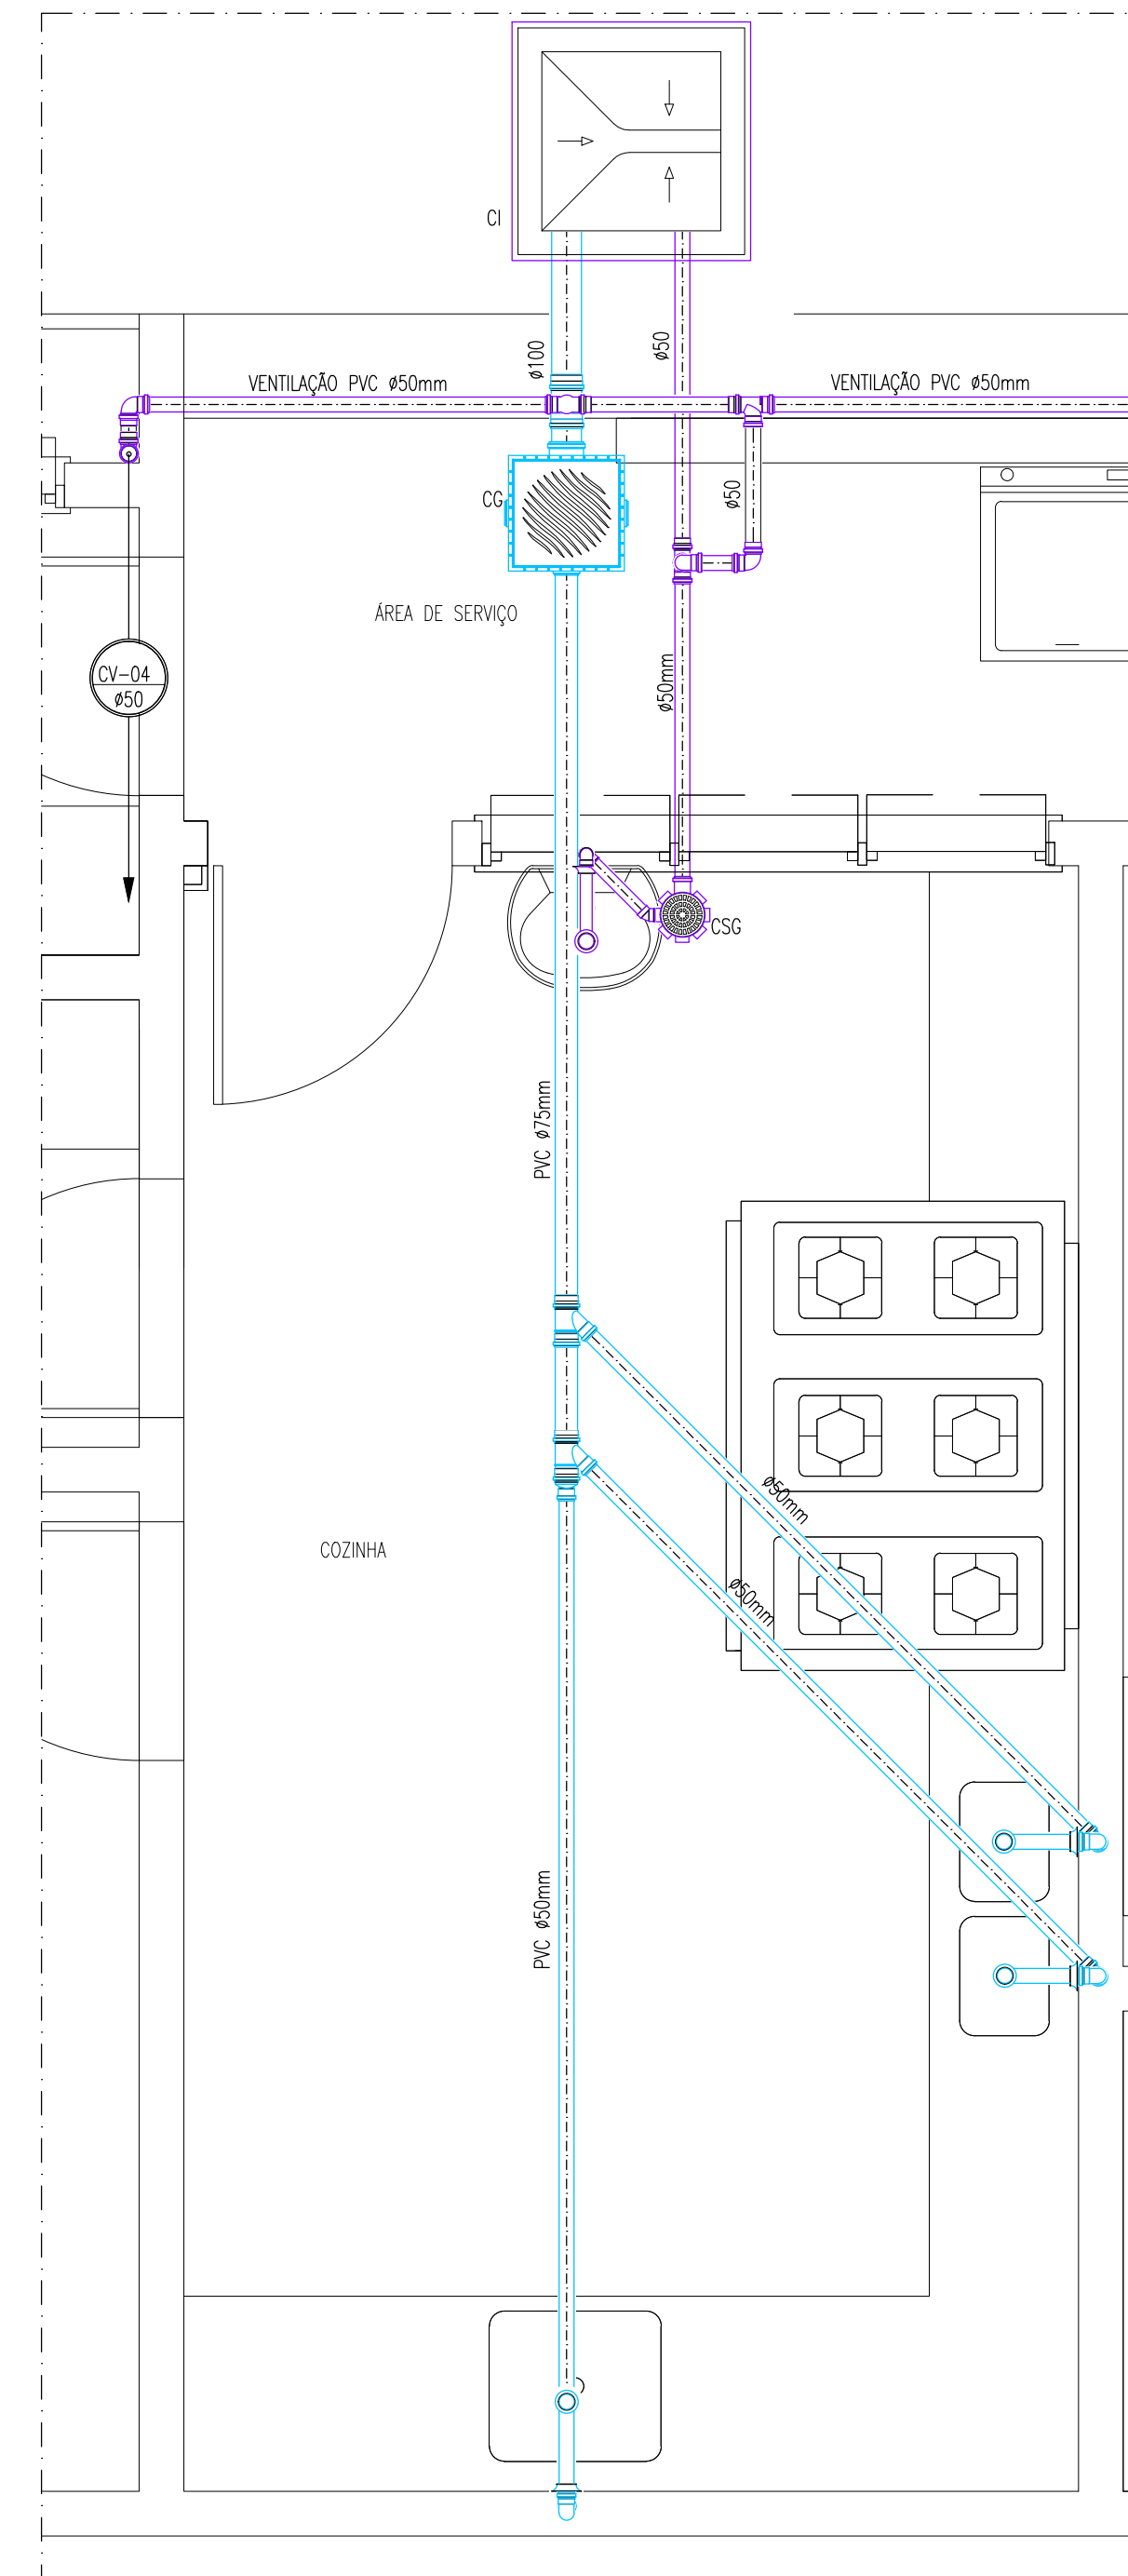 CI
ø100
ø50
VENTILAÇÃO PVC Ø50mm
VENTILAÇÃO PVC Ø50mm
CG
ø50
ÁREA DE SERVIÇO
CV-04
ø50
ø50mm
CSG
PVC ø75mm
ø50mm
COZINHA
ø50mm
PVC ø50mm